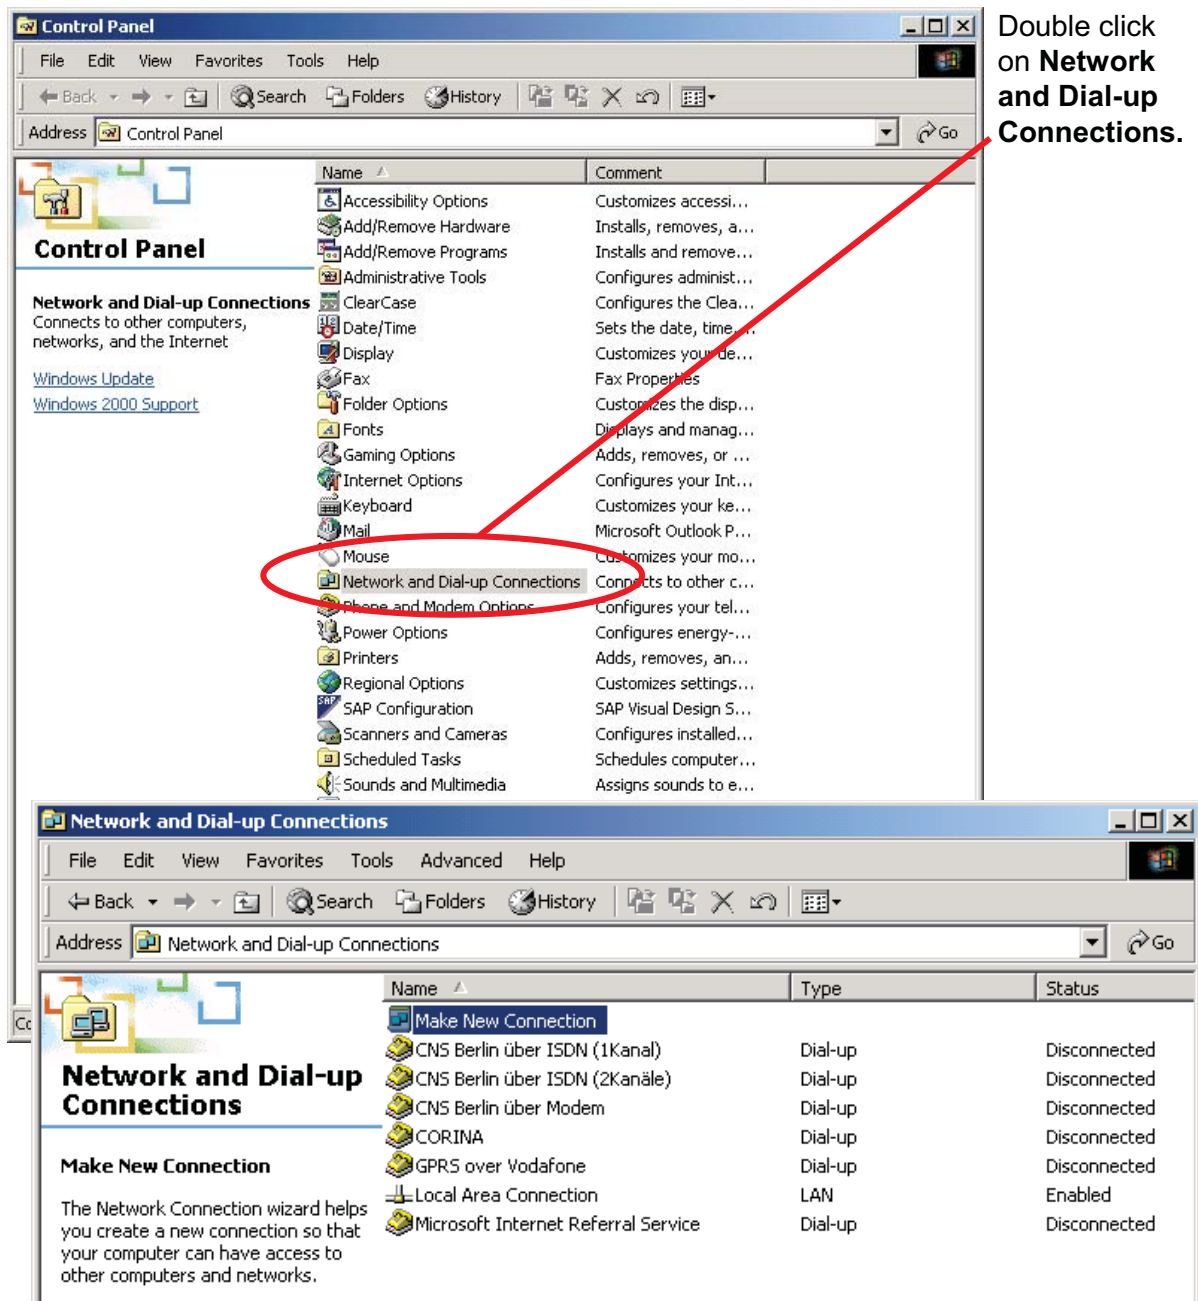 Control Panel
File Edit View Favorites Tools Help
Back Search Folders History
Address Control Panel Go
Double click
on Network
and Dial-up
Connections.
Control Panel
Network and Dial-up Connections
Connects to other computers,
networks, and the Internet
Windows Update
Windows 2000 Support
Name Comment
Accessibility Options Customizes accessi...
Add/Remove Hardware Installs, removes, a...
Add/Remove Programs Installs and remove...
Administrative Tools Configures administ...
ClearCase Configures the Clea...
Date/Time Sets the date, time, ...
Display Customizes your de...
Fax Fax Properties
Folder Options Customizes the disp...
Fonts Displays and manag...
Gaming Options Adds, removes, or ...
Internet Options Configures your Int...
Keyboard Customizes your ke...
Mail Microsoft Outlook P...
Mouse Customizes your mo...
Network and Dial-up Connections Connects to other c...
Phone and Modem Options Configures your tel...
Power Options Configures energy-...
Printers Adds, removes, an...
Regional Options Customizes settings...
SAP Configuration SAP Visual Design S...
Scanners and Cameras Configures installed...
Scheduled Tasks Schedules computer...
Sounds and Multimedia Assigns sounds to e...
Network and Dial-up Connections
File Edit View Favorites Tools Advanced Help
Back Search Folders History
Address Network and Dial-up Connections Go
Network and Dial-up
Connections
Make New Connection
The Network Connection wizard helps
you create a new connection so that
your computer can have access to
other computers and networks.
Name Type Status
Make New Connection
CNS Berlin über ISDN (1Kanal) Dial-up Disconnected
CNS Berlin über ISDN (2Kanäle) Dial-up Disconnected
CNS Berlin über Modem Dial-up Disconnected
CORINA Dial-up Disconnected
GPRS over Vodafone Dial-up Disconnected
Local Area Connection LAN Enabled
Microsoft Internet Referral Service Dial-up Disconnected